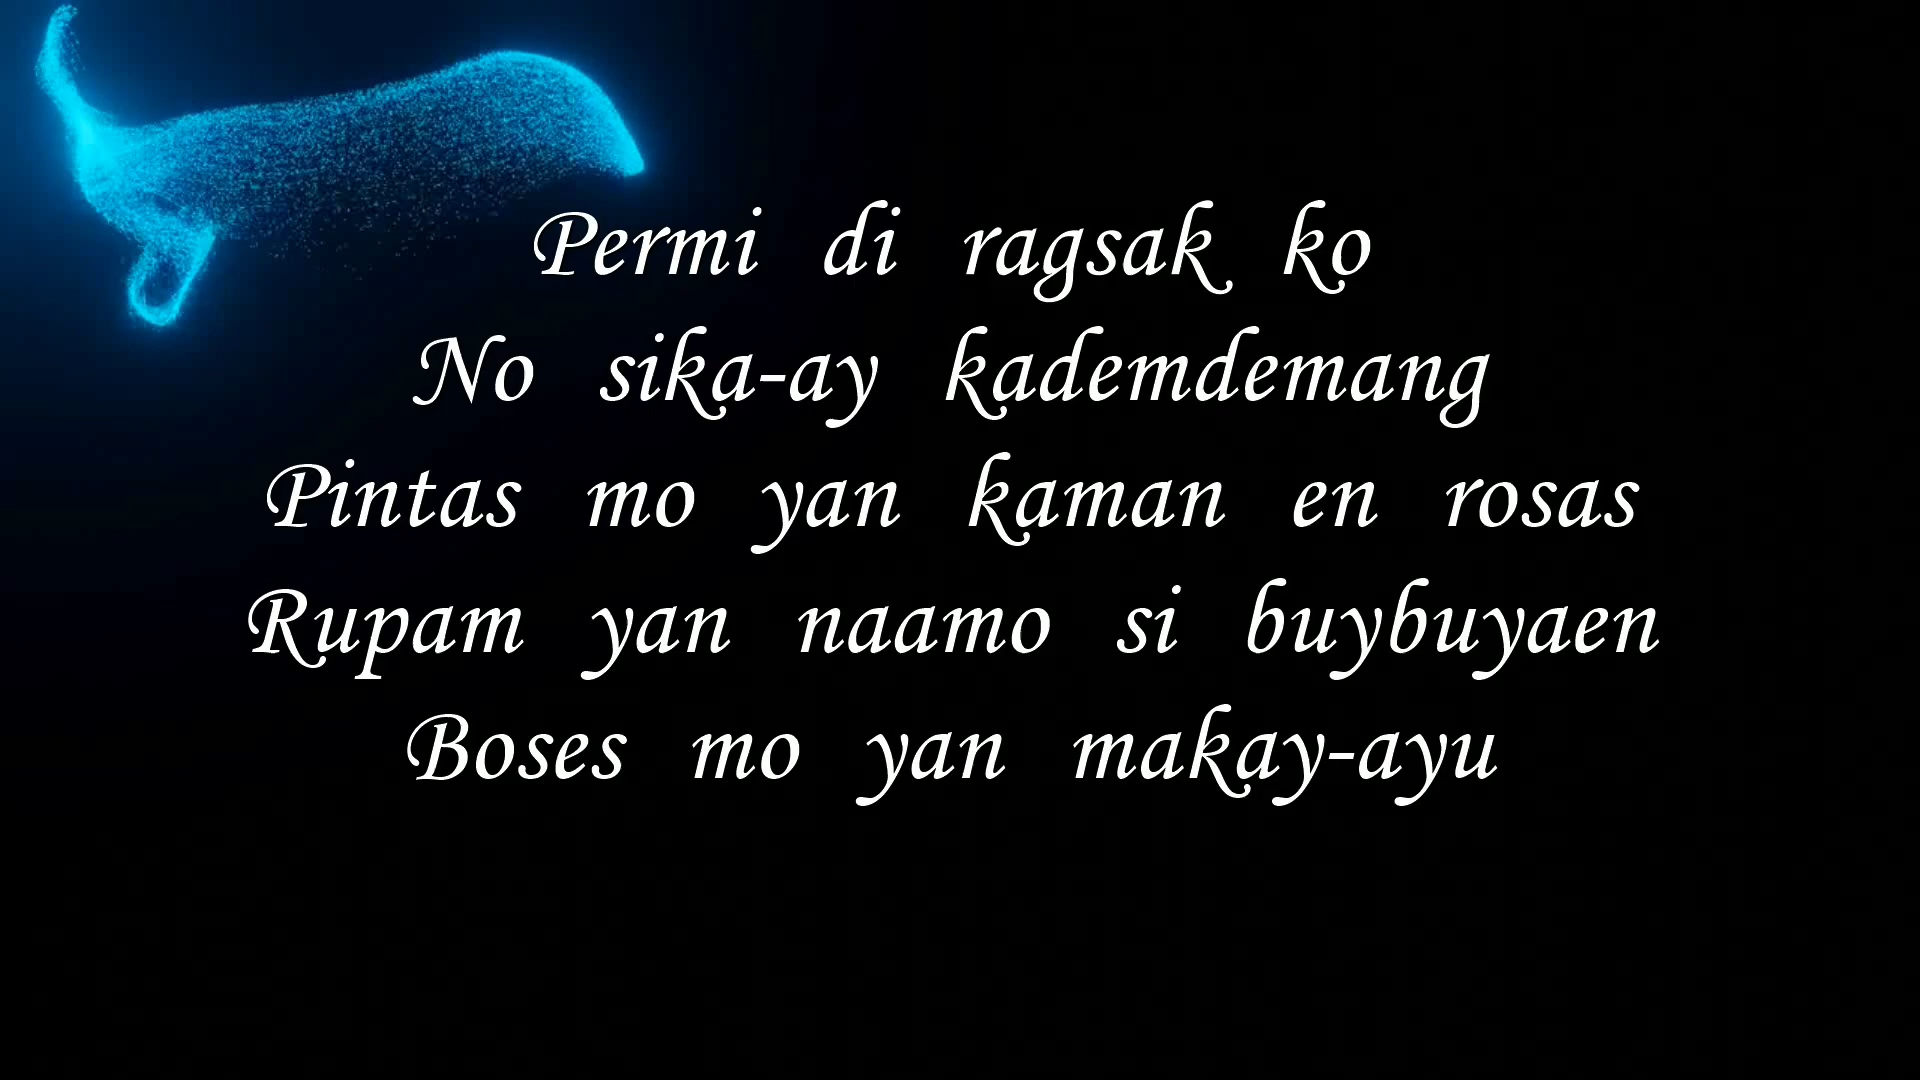 Permi di ragsak ko
No sika-ay kademdemang
Pintas mo yan kaman en rosas
Rupam yan naamo si buybuyaen
Boses mo yan makay-ayu